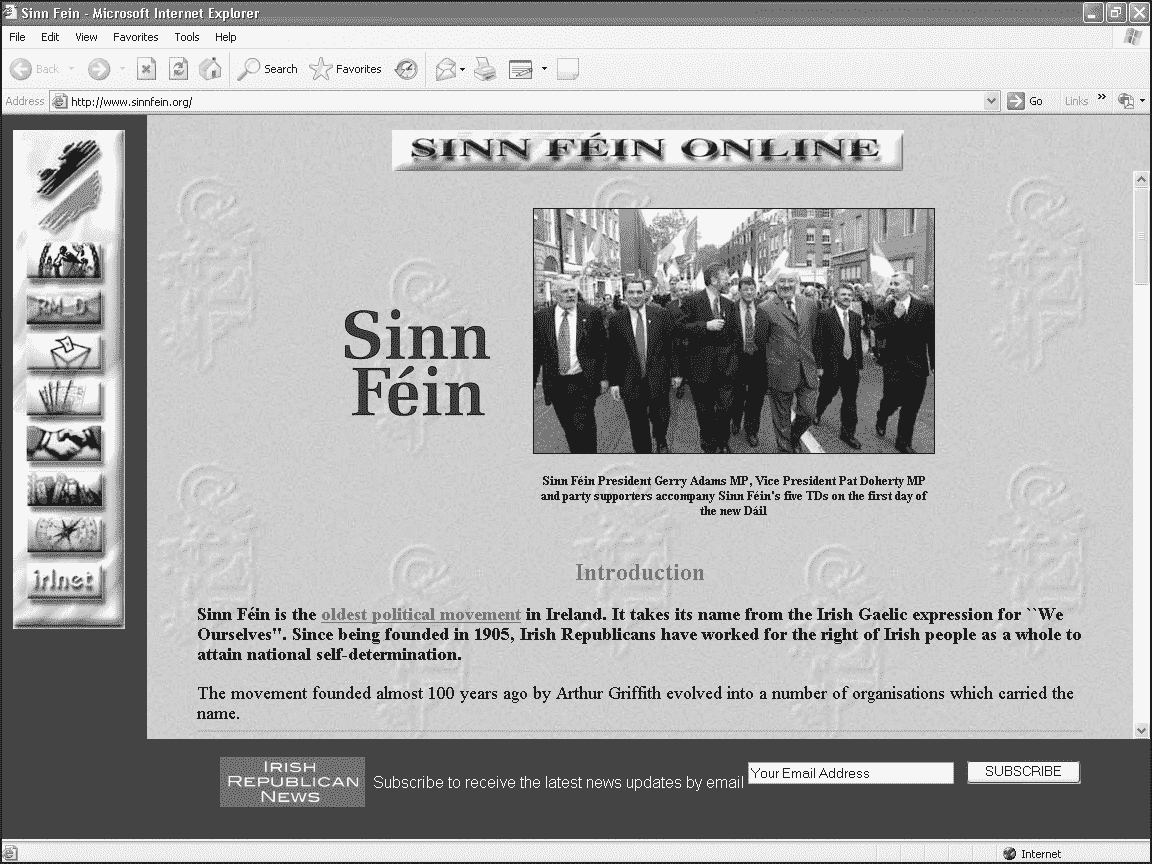 Sinn Fein - Microsoft Internet Explorer
File Edit View Favorites Tools Help
Back Search Favorites
Address http://www.sinnfein.org/ Go Links »
SINN FÉIN ONLINE
Sinn
Féin
Sinn Féin President Gerry Adams MP, Vice President Pat Doherty MP
and party supporters accompany Sinn Féin's five TDs on the first day of
the new Dáil
Introduction
Sinn Féin is the oldest political movement in Ireland. It takes its name from the Irish Gaelic expression for ``We
Ourselves''. Since being founded in 1905, Irish Republicans have worked for the right of Irish people as a whole to
attain national self-determination.
The movement founded almost 100 years ago by Arthur Griffith evolved into a number of organisations which carried the
name.
irlnet
IRISH
REPUBLICAN
NEWS
Subscribe to receive the latest news updates by email Your Email Address SUBSCRIBE
Internet